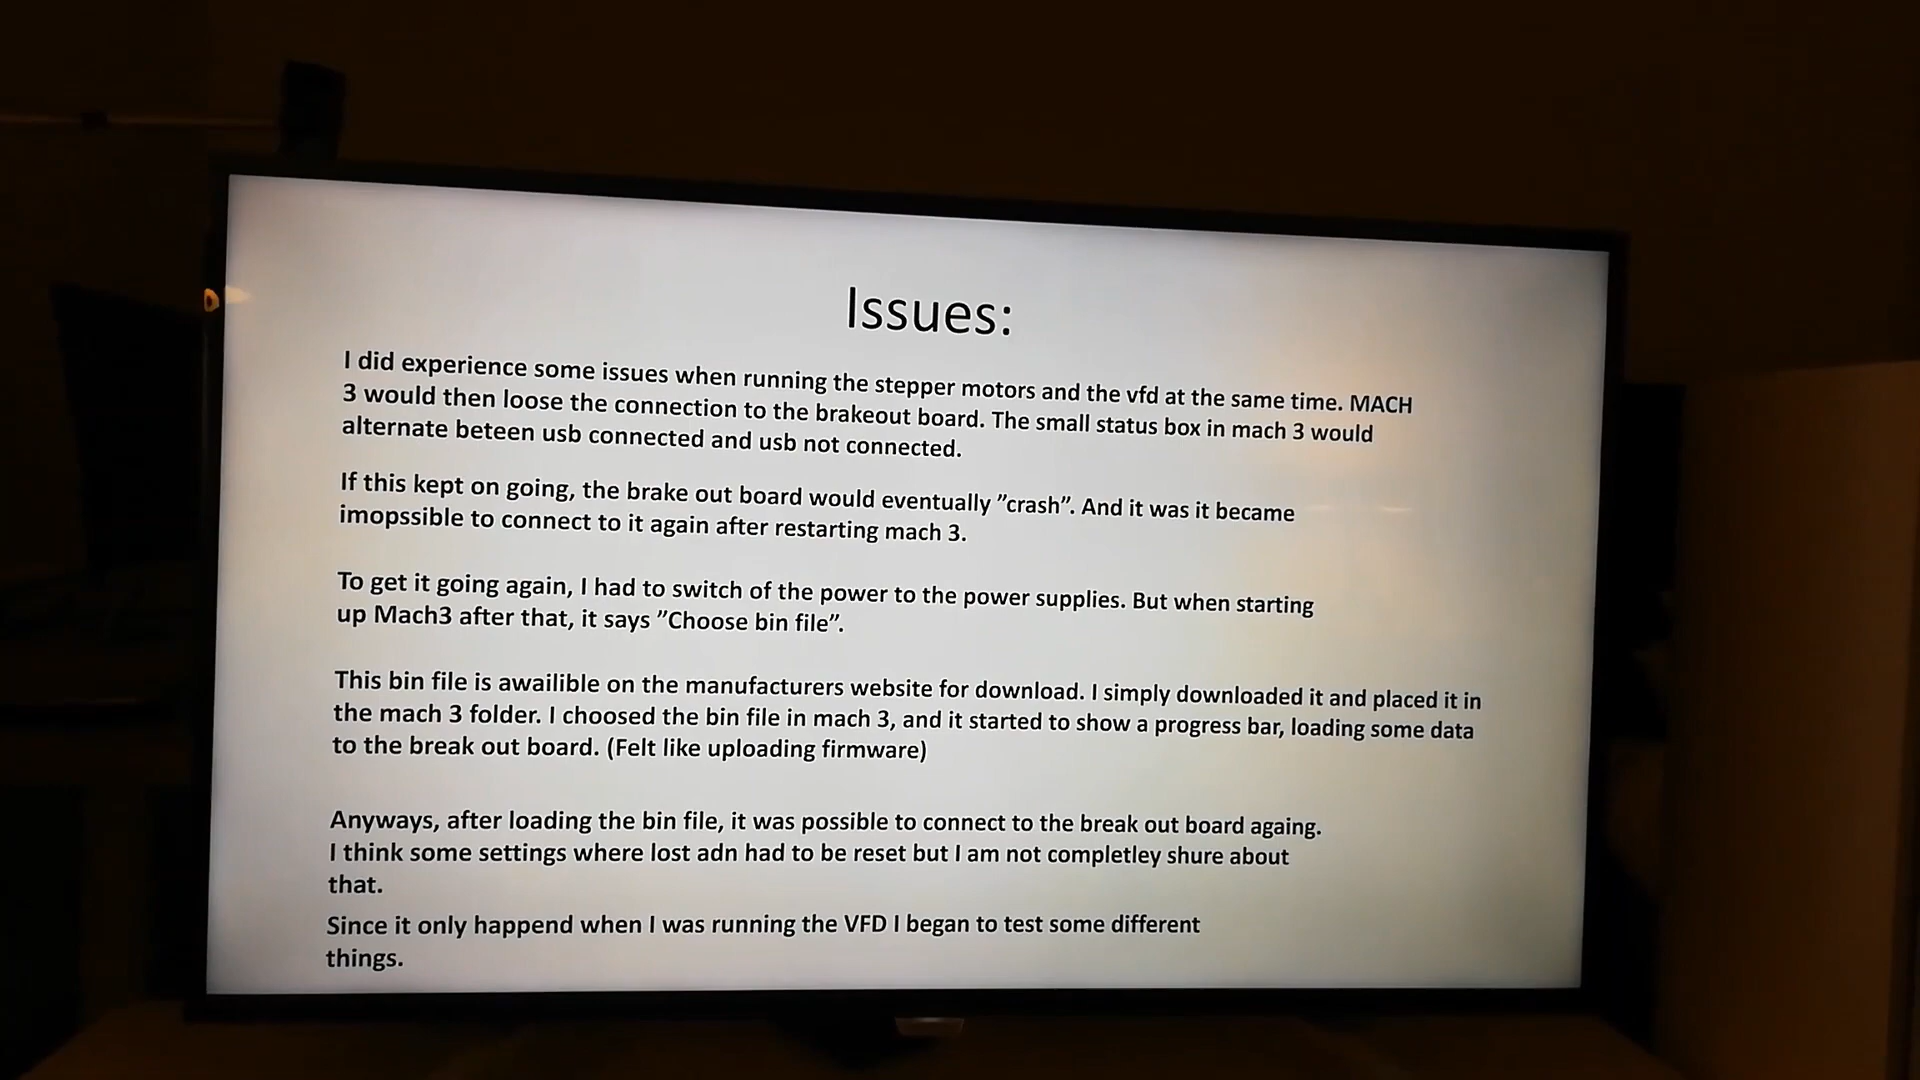 Issues:
I did experience some issues when running the stepper motors and the vfd at the same time. MACH
3 would then loose the connection to the brakeout board. The small status box in mach 3 would
alternate beteen usb connected and usb not connected.
If this kept on going, the brake out board would eventually ”crash”. And it was it became
imopssible to connect to it again after restarting mach 3.
To get it going again, I had to switch of the power to the power supplies. But when starting
up Mach3 after that, it says ”Choose bin file”.
This bin file is awailible on the manufacturers website for download. I simply downloaded it and placed it in
the mach 3 folder. I choosed the bin file in mach 3, and it started to show a progress bar, loading some data
to the break out board. (Felt like uploading firmware)
Anyways, after loading the bin file, it was possible to connect to the break out board againg.
I think some settings where lost adn had to be reset but I am not completley shure about
that.
Since it only happend when I was running the VFD I began to test some different
things.